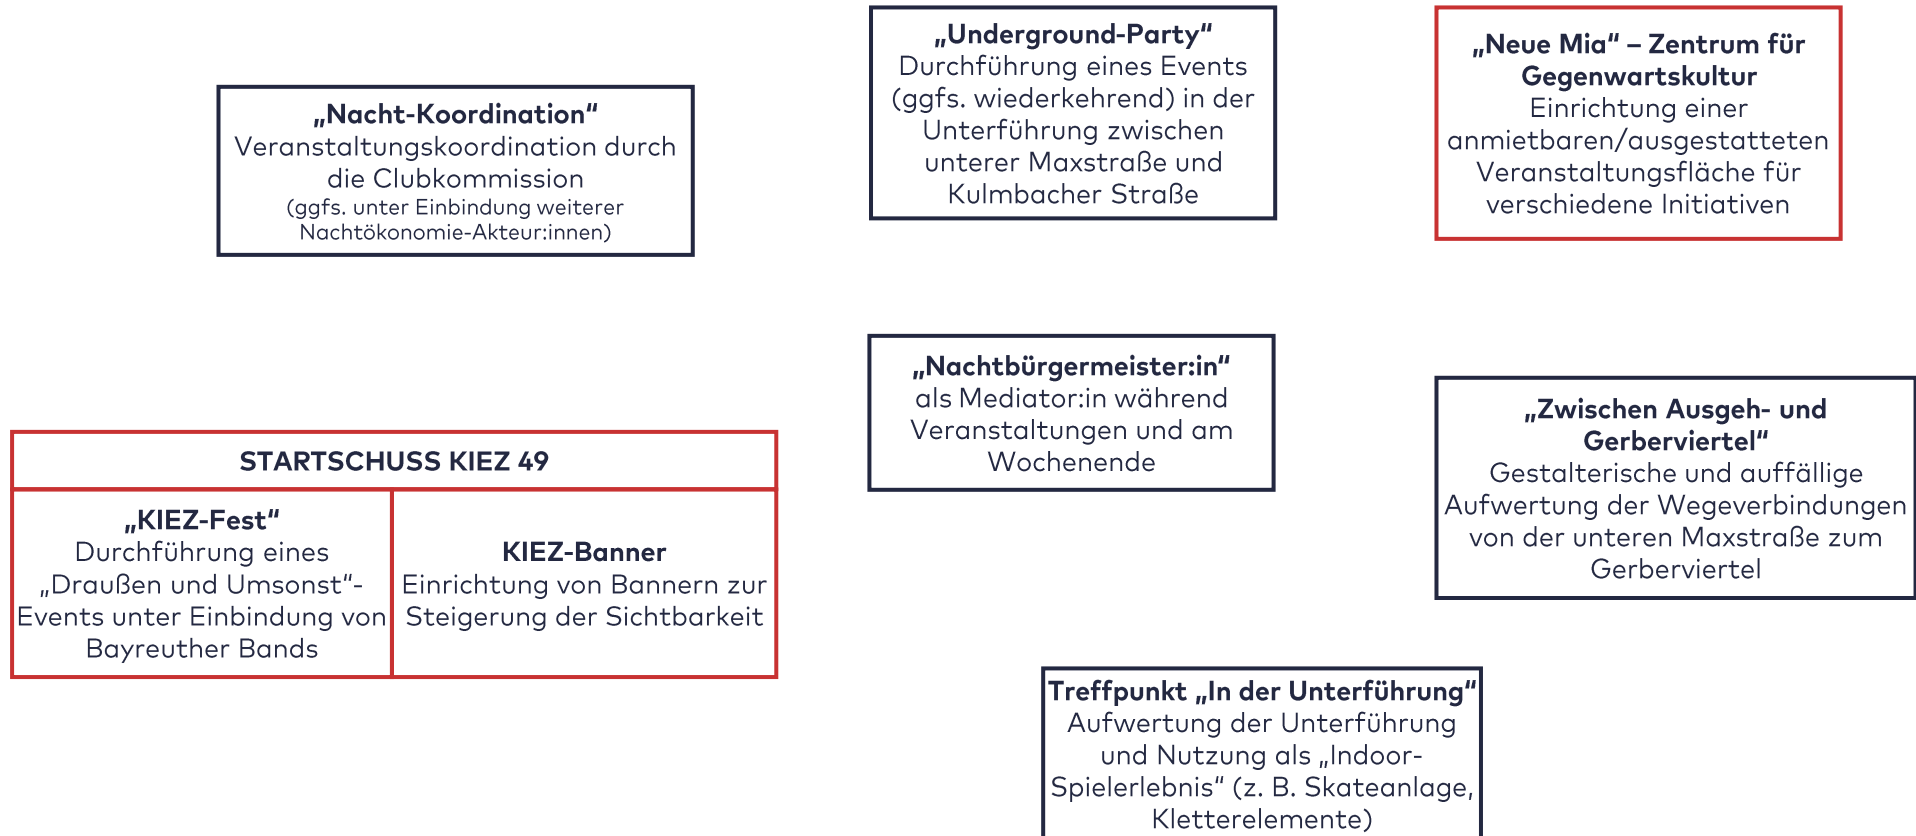 „Nacht-Koordination“
Veranstaltungskoordination durch
die Clubkommission
(ggfs. unter Einbindung weiterer
Nachtökonomie-Akteur:innen)
„Underground-Party“
Durchführung eines Events
(ggfs. wiederkehrend) in der
Unterführung zwischen
unterer Maxstraße und
Kulmbacher Straße
„Neue Mia“ – Zentrum für
Gegenwartskultur
Einrichtung einer
anmietbaren/ausgestatteten
Veranstaltungsfläche für
verschiedene Initiativen
„Nachtbürgermeister:in“
als Mediator:in während
Veranstaltungen und am
Wochenende
„Zwischen Ausgeh- und
Gerberviertel“
Gestalterische und auffällige
Aufwertung der Wegeverbindungen
von der unteren Maxstraße zum
Gerberviertel
STARTSCHUSS KIEZ 49
„KIEZ-Fest“
Durchführung eines
„Draußen und Umsonst“-
Events unter Einbindung von
Bayreuther Bands
KIEZ-Banner
Einrichtung von Bannern zur
Steigerung der Sichtbarkeit
Treffpunkt „In der Unterführung“
Aufwertung der Unterführung
und Nutzung als „Indoor-
Spielerlebnis“ (z. B. Skateanlage,
Kletterelemente)